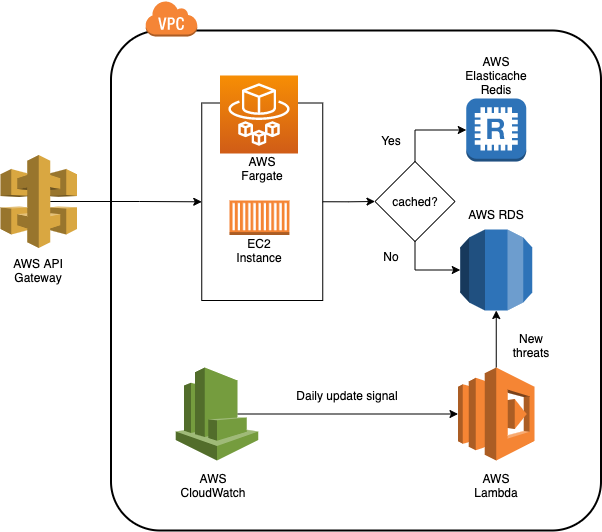 VPC
AWS
Elasticache
Redis
R
AWS
Fargate
Yes
cached?
AWS RDS
EC2
Instance
No
AWS API
Gateway
New
threats
Daily update signal
AWS
CloudWatch
AWS
Lambda